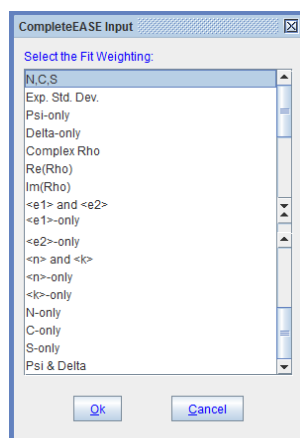 CompleteEASE Input
Select the Fit Weighting:
N,C,S
Exp. Std. Dev.
Psi-only
Delta-only
Complex Rho
Re(Rho)
Im(Rho)
<e1> and <e2>
<e1>-only
<e2>-only
<n> and <k>
<n>-only
<k>-only
N-only
C-only
S-only
Psi & Delta
Ok
Cancel